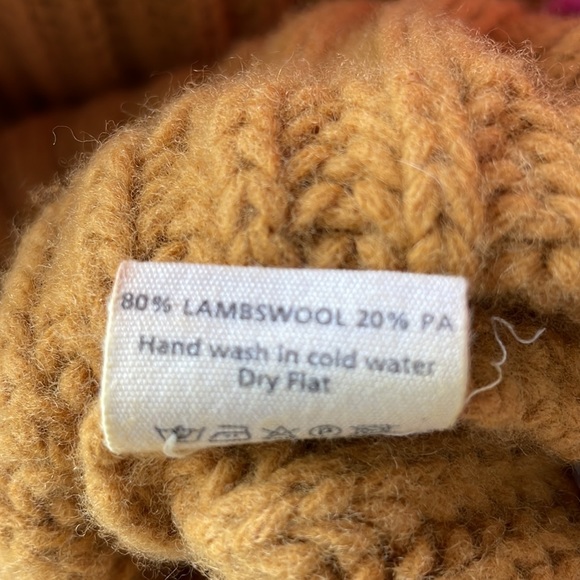 80% LAMBSWOOL 20% PA
Hand wash in cold water
Dry Flat